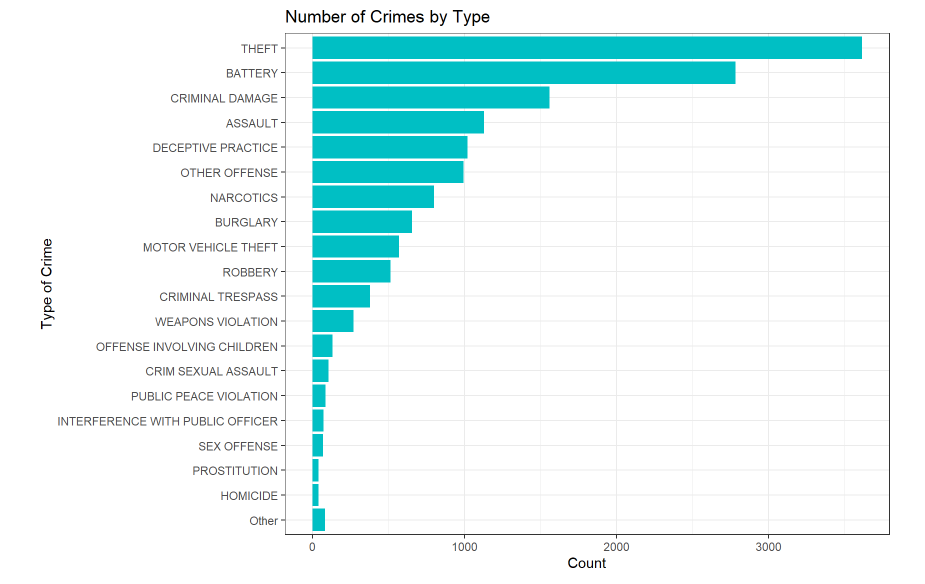 Number of Crimes by Type
THEFT
BATTERY
CRIMINAL DAMAGE
ASSAULT
DECEPTIVE PRACTICE
OTHER OFFENSE
NARCOTICS
BURGLARY
MOTOR VEHICLE THEFT
ROBBERY
CRIMINAL TRESPASS
WEAPONS VIOLATION
OFFENSE INVOLVING CHILDREN
CRIM SEXUAL ASSAULT
PUBLIC PEACE VIOLATION
INTERFERENCE WITH PUBLIC OFFICER
SEX OFFENSE
PROSTITUTION
HOMICIDE
Other
Type of Crime
0 1000 2000 3000
Count